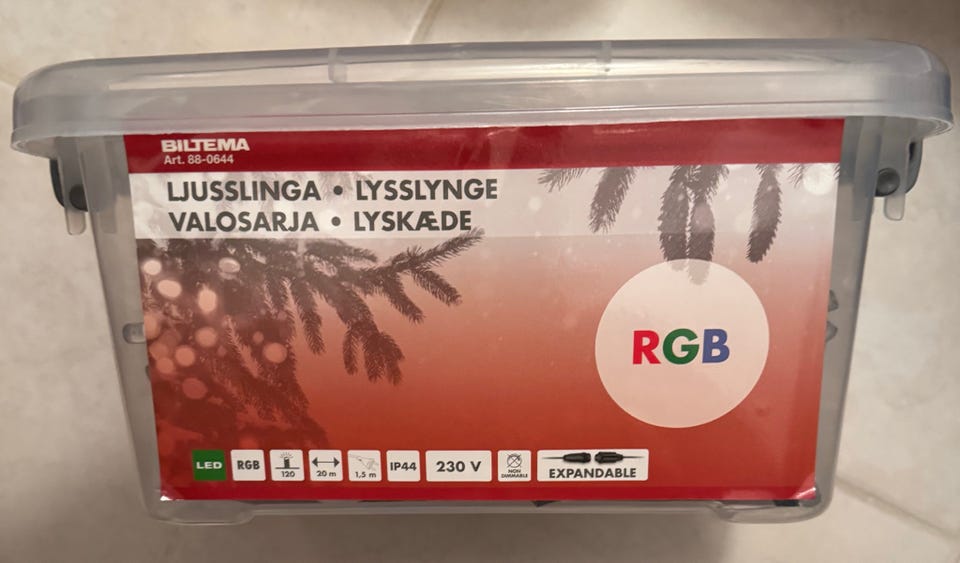 BILTEMA
Art. 88-0644
LJUSSLINGA • LYSSLYNGE
VALOSARJA • LYSKÆDE
RGB
LED RGB 120 20 m 1,5 m IP44 230 V NON DIMMABLE EXPANDABLE